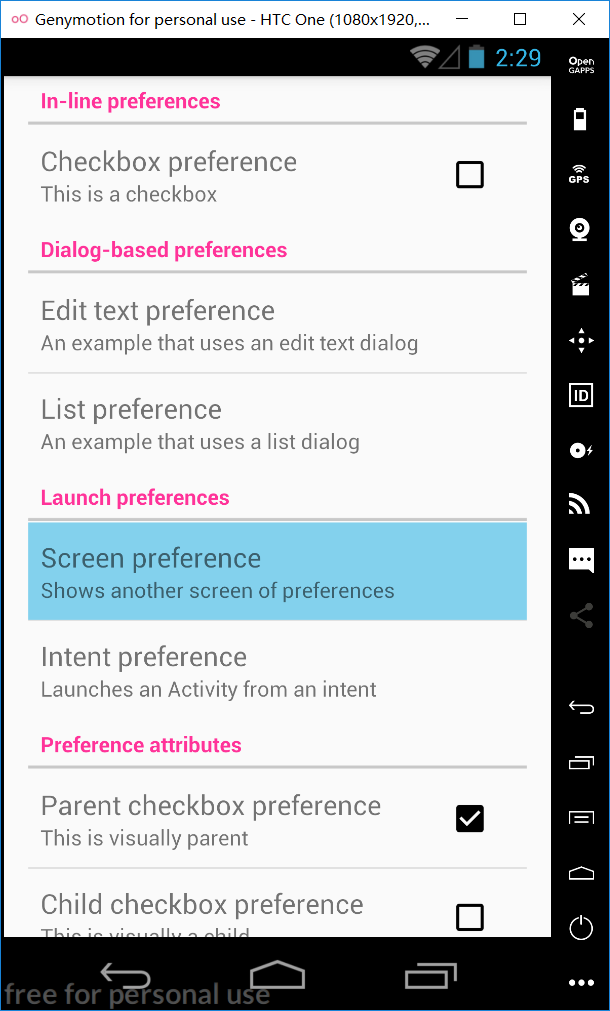 Genymotion for personal use - HTC One (1080x1920,...
2:29
Open
GAPPS
In-line preferences
Checkbox preference
This is a checkbox
GPS
Dialog-based preferences
Edit text preference
An example that uses an edit text dialog
List preference
ID
An example that uses a list dialog
Launch preferences
Screen preference
Shows another screen of preferences
Intent preference
Launches an Activity from an intent
Preference attributes
Parent checkbox preference
This is visually parent
Child checkbox preference
This is visually a child
free for personal use